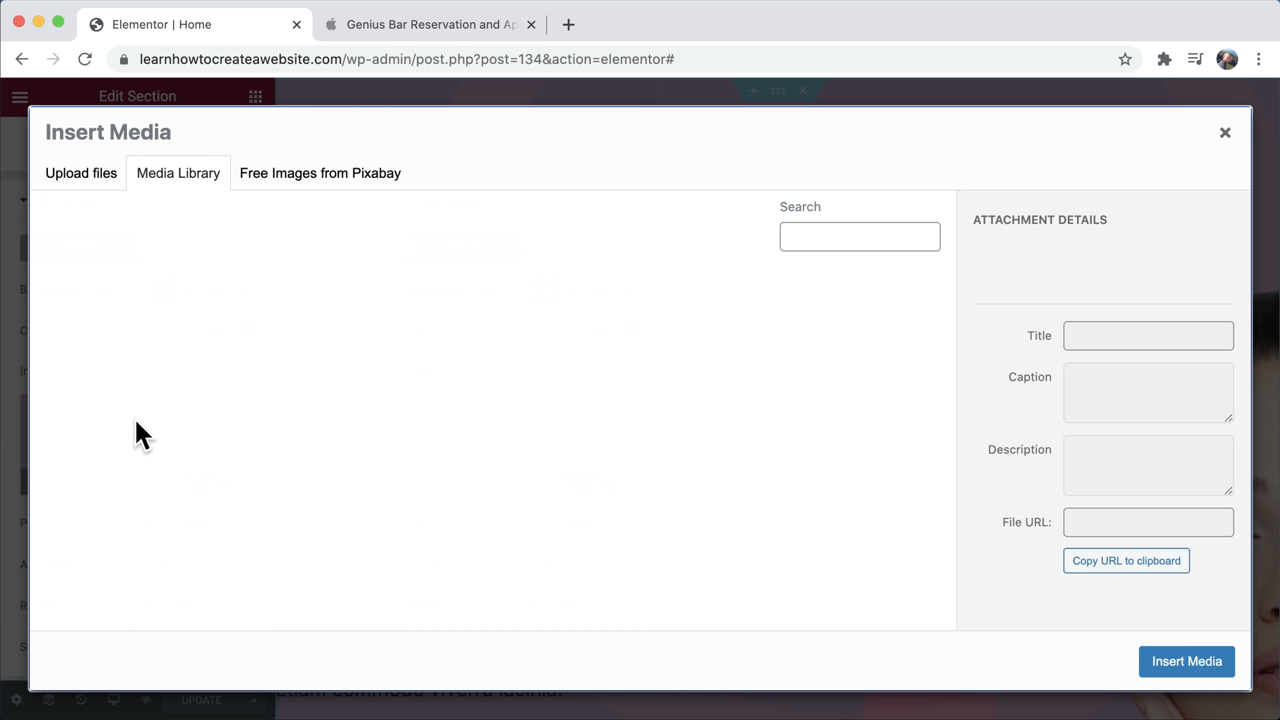 Elementor | Home
Genius Bar Reservation and Ap
learnhowtocreateawebsite.com/wp-admin/post.php?post=134&action=elementor#
Edit Section
Insert Media
Upload files
Media Library
Free Images from Pixabay
Search
ATTACHMENT DETAILS
Title
Caption
Description
File URL:
Copy URL to clipboard
Insert Media
UPDATE